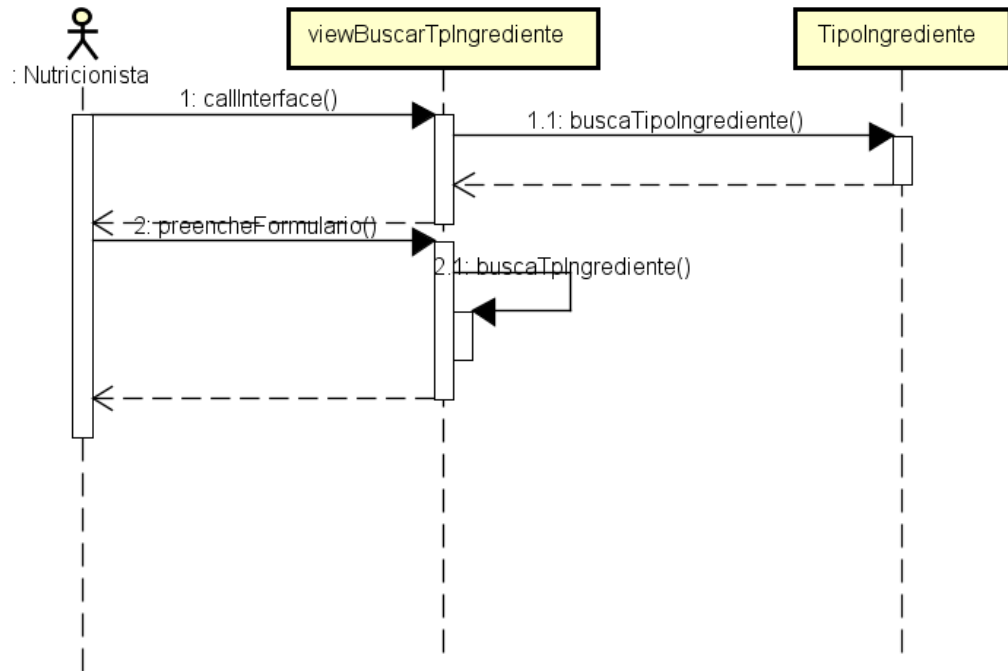 viewBuscarTpIngrediente
TipoIngrediente
: Nutricionista
1: callInterface()
1.1: buscaTipoIngrediente()
2: preencheFormulario()
2.1: buscaTpIngrediente()